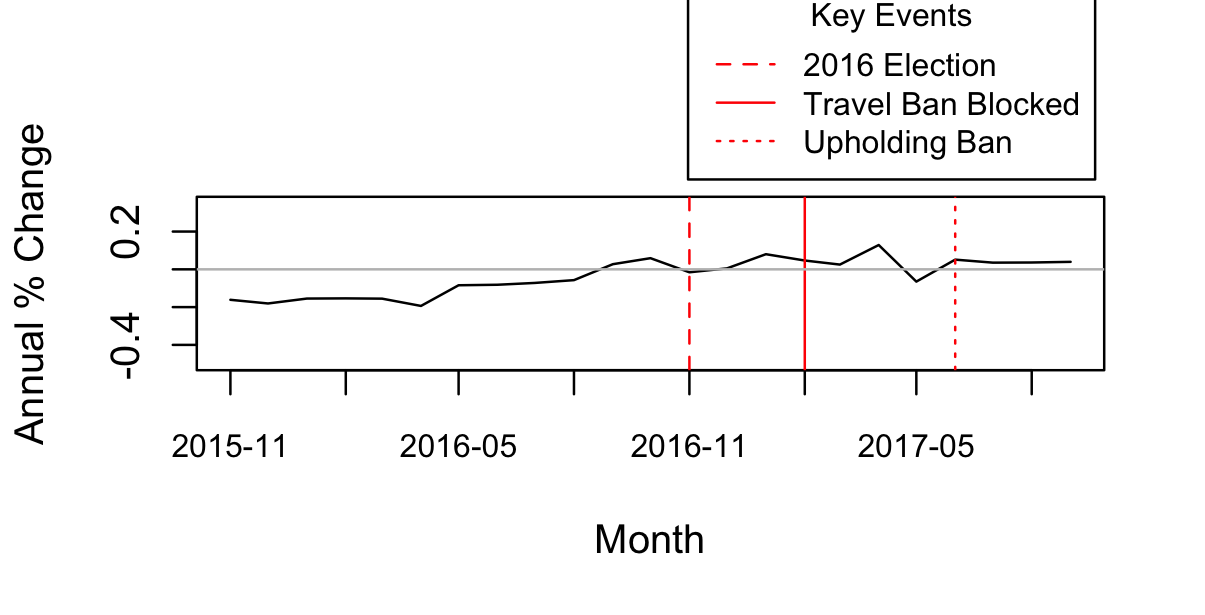 Key Events
2016 Election
Travel Ban Blocked
Upholding Ban
Annual % Change
0.2
-0.4
2015-11
2016-05
2016-11
2017-05
Month